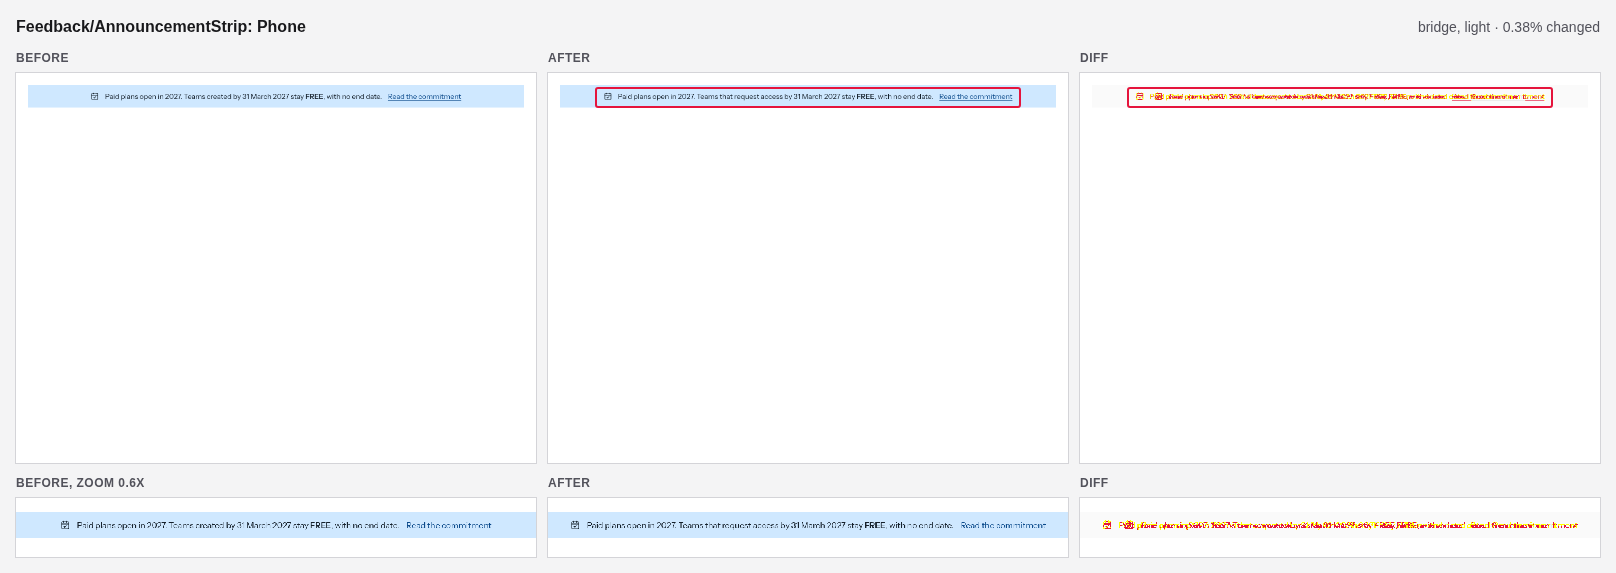 Feedback/AnnouncementStrip: Phone
bridge, light · 0.38% changed
BEFORE
AFTER
DIFF
Paid plans open in 2027. Teams created by 31 March 2027 stay FREE, with no end date. Read the commitment
Paid plans open in 2027. Teams that request access by 31 March 2027 stay FREE, with no end date. Read the commitment
BEFORE, ZOOM 0.6X
AFTER
DIFF
Paid plans open in 2027. Teams created by 31 March 2027 stay FREE, with no end date. Read the commitment
Paid plans open in 2027. Teams that request access by 31 March 2027 stay FREE, with no end date. Read the commitment